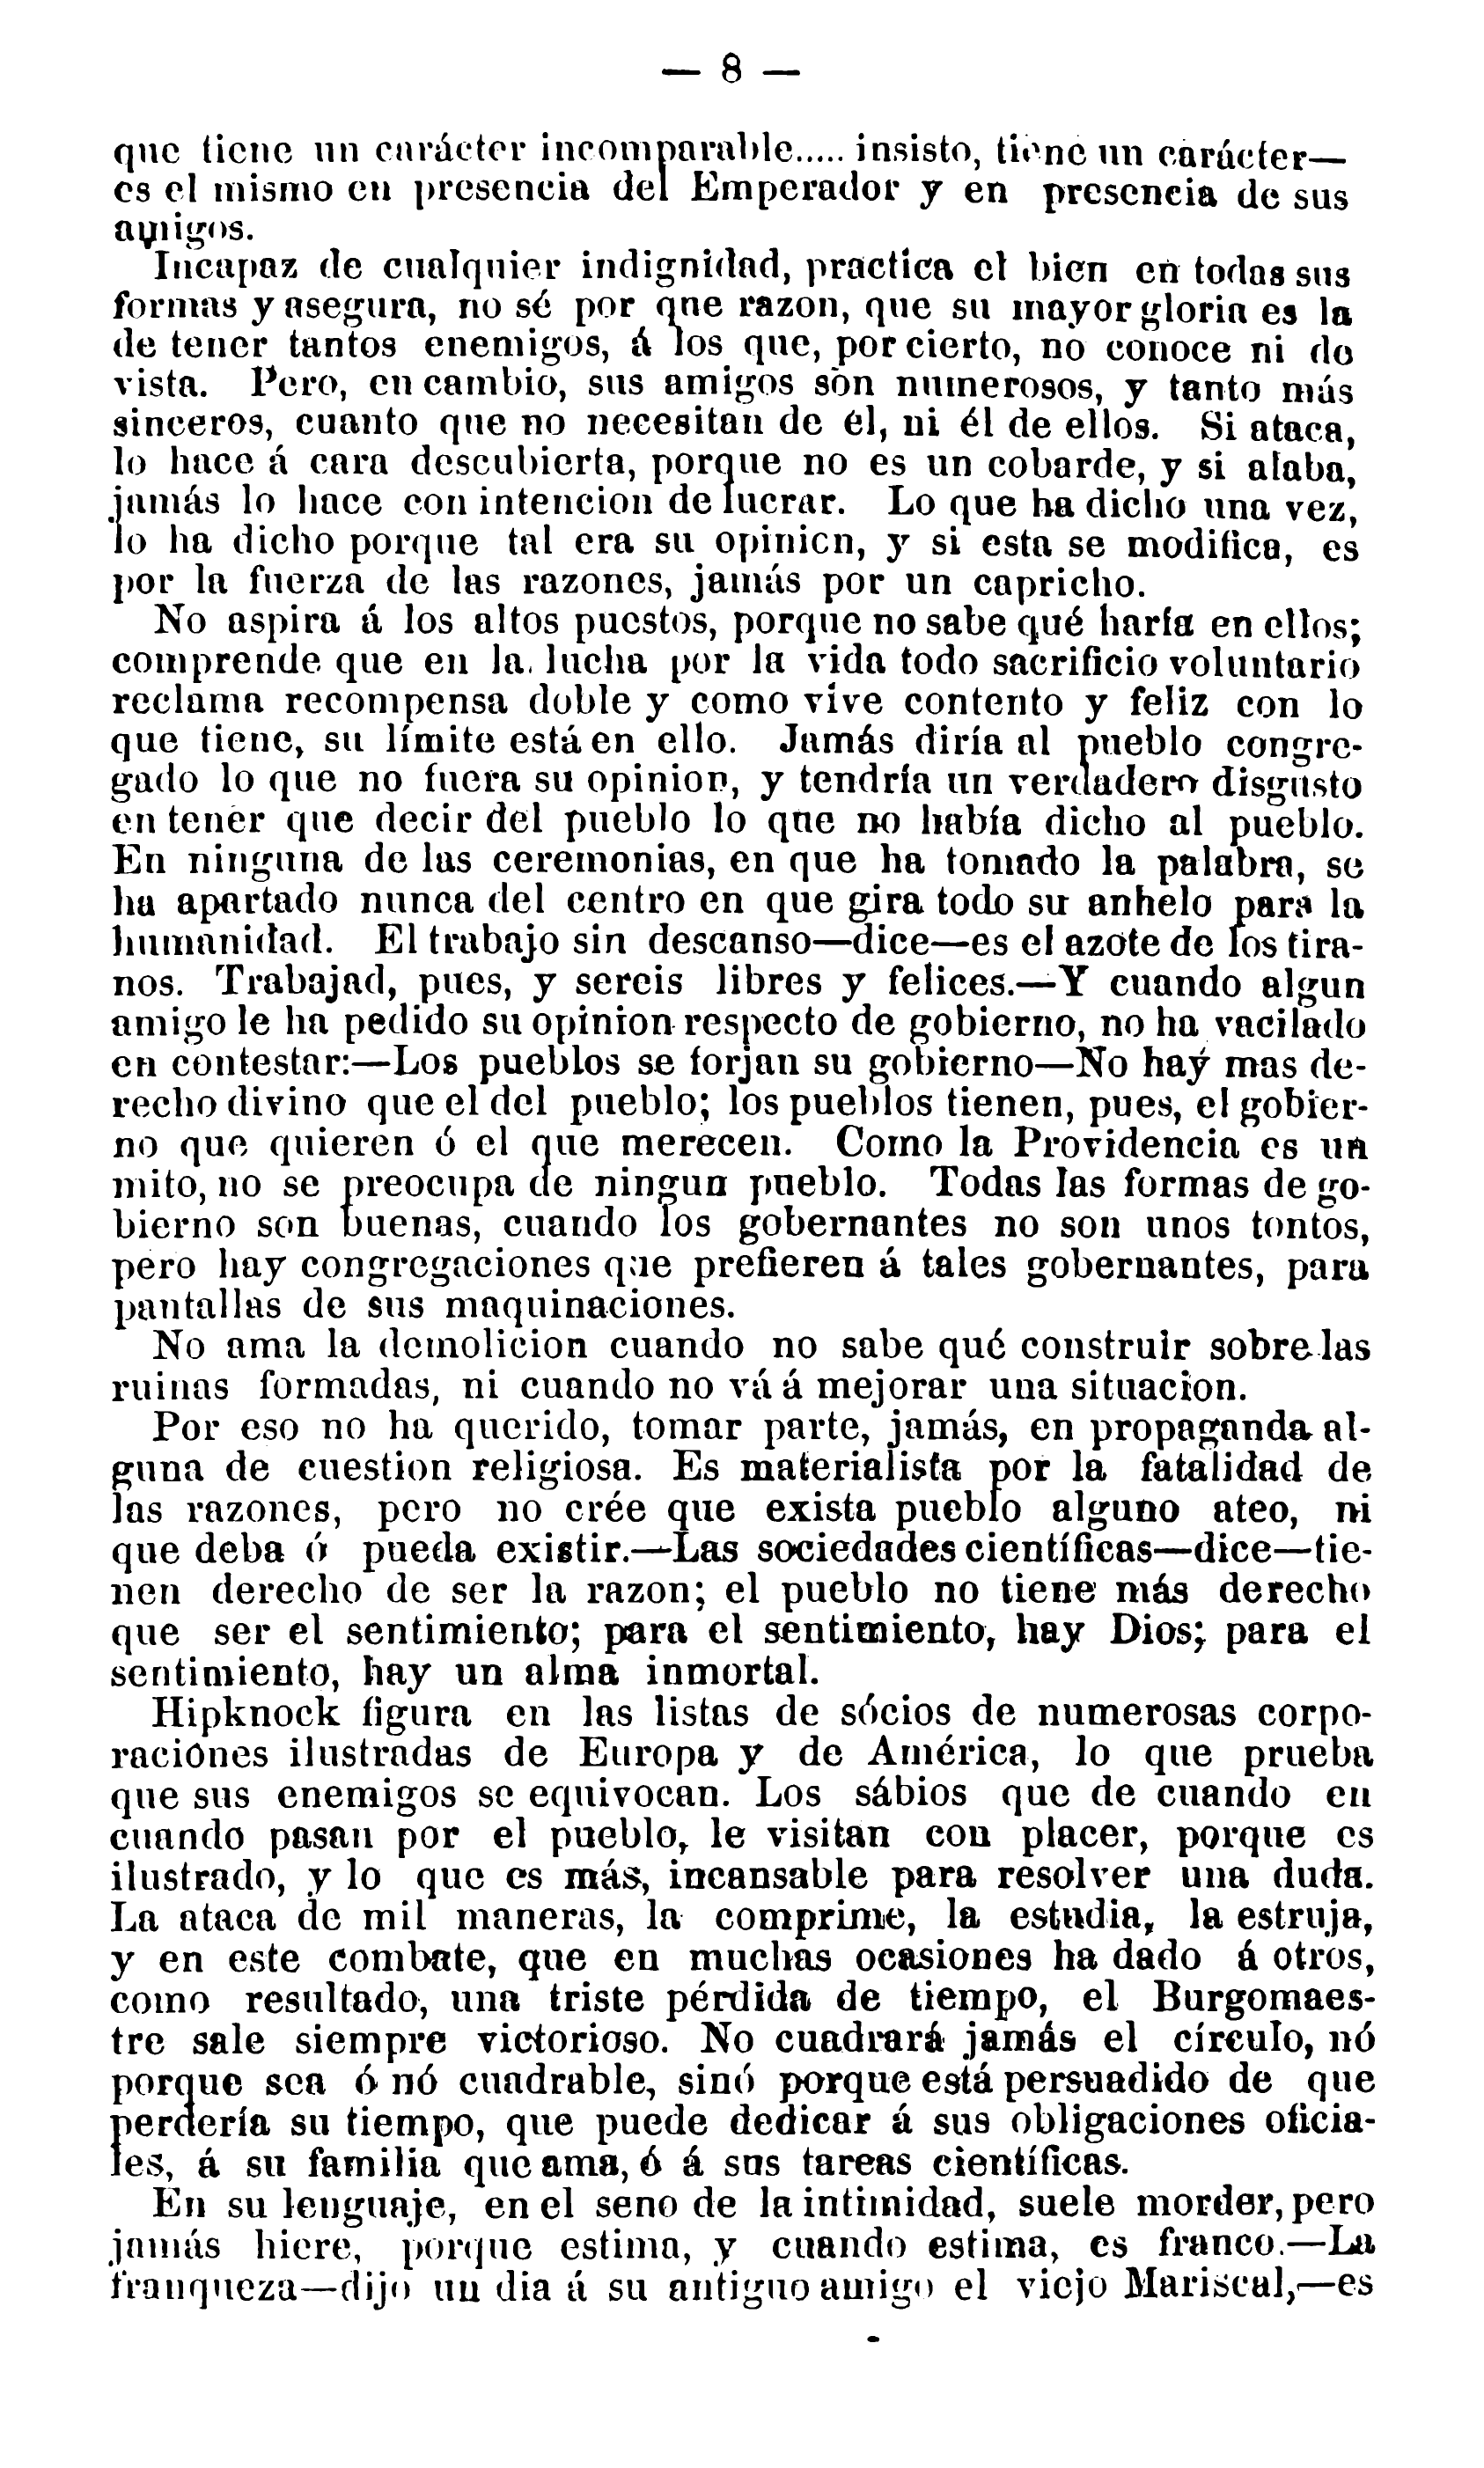 — 8 —
que tiene un carácter incomparable..... insisto, tiene un carácter—
es el mismo en presencia del Emperador y en presencia de sus
amigos.
Incapaz de cualquier indignidad, practica el bien en todas sus
formas y asegura, no sé por que razon, que su mayor gloria es la
de tener tantos enemigos, á los que, por cierto, no conoce ni de
vista. Pero, en cambio, sus amigos son numerosos, y tanto más
sinceros, cuanto que no necesitan de él, ni él de ellos. Si ataca,
lo hace á cara descubierta, porque no es un cobarde, y si alaba,
jamás lo hace con intencion de lucrar. Lo que ha dicho una vez,
lo ha dicho porque tal era su opinicn, y si esta se modifica, es
por la fuerza de las razones, jamás por un capricho.
No aspira á los altos puestos, porque no sabe qué haría en ellos;
comprende que en la lucha por la vida todo sacrificio voluntario
reclama recompensa doble y como vive contento y feliz con lo
que tiene, su límite está en ello. Jamás diría al pueblo congre-
gado lo que no fuera su opinion, y tendría un verdadero disgusto
en tener que decir del pueblo lo que no había dicho al pueblo.
En ninguna de las ceremonias, en que ha tomado la palabra, se
ha apartado nunca del centro en que gira todo su anhelo para la
humanidad. El trabajo sin descanso—dice—es el azote de los tira-
nos. Trabajad, pues, y sereis libres y felices.—Y cuando algun
amigo le ha pedido su opinion respecto de gobierno, no ha vacilado
en contestar:—Los pueblos se forjan su gobierno—No hay mas de-
recho divino que el del pueblo; los pueblos tienen, pues, el gobier-
no que quieren ó el que merecen. Como la Providencia es un
mito, no se preocupa de ningun pueblo. Todas las formas de go-
bierno son buenas, cuando los gobernantes no son unos tontos,
pero hay congregaciones que prefieren á tales gobernantes, para
pantallas de sus maquinaciones.
No ama la demolicion cuando no sabe qué construir sobre las
ruinas formadas, ni cuando no vá á mejorar una situacion.
Por eso no ha querido, tomar parte, jamás, en propaganda al-
guna de cuestion religiosa. Es materialista por la fatalidad de
las razones, pero no crée que exista pueblo alguno ateo, ni
que deba ó pueda existir.—Las sociedades científicas—dice—tie-
nen derecho de ser la razon; el pueblo no tiene más derecho
que ser el sentimiento; para el sentimiento, hay Dios; para el
sentimiento, hay un alma inmortal.
Hipknock figura en las listas de sócios de numerosas corpo-
raciones ilustradas de Europa y de América, lo que prueba
que sus enemigos se equivocan. Los sábios que de cuando en
cuando pasan por el pueblo, le visitan con placer, porque es
ilustrado, y lo que es más, incansable para resolver una duda.
La ataca de mil maneras, la comprime, la estudia, la estruja,
y en este combate, que en muchas ocasiones ha dado á otros,
como resultado, una triste pérdida de tiempo, el Burgomaes-
tre sale siempre victorioso. No cuadrará jamás el círculo, nó
porque sea ó nó cuadrable, sinó porque está persuadido de que
perdería su tiempo, que puede dedicar á sus obligaciones oficia-
les, á su familia que ama, ó á sus tareas científicas.
En su lenguaje, en el seno de la intimidad, suele morder, pero
jamás hiere, porque estima, y cuando estima, es franco.—La
franqueza—dijo un dia á su antiguo amigo el viejo Mariscal,—es